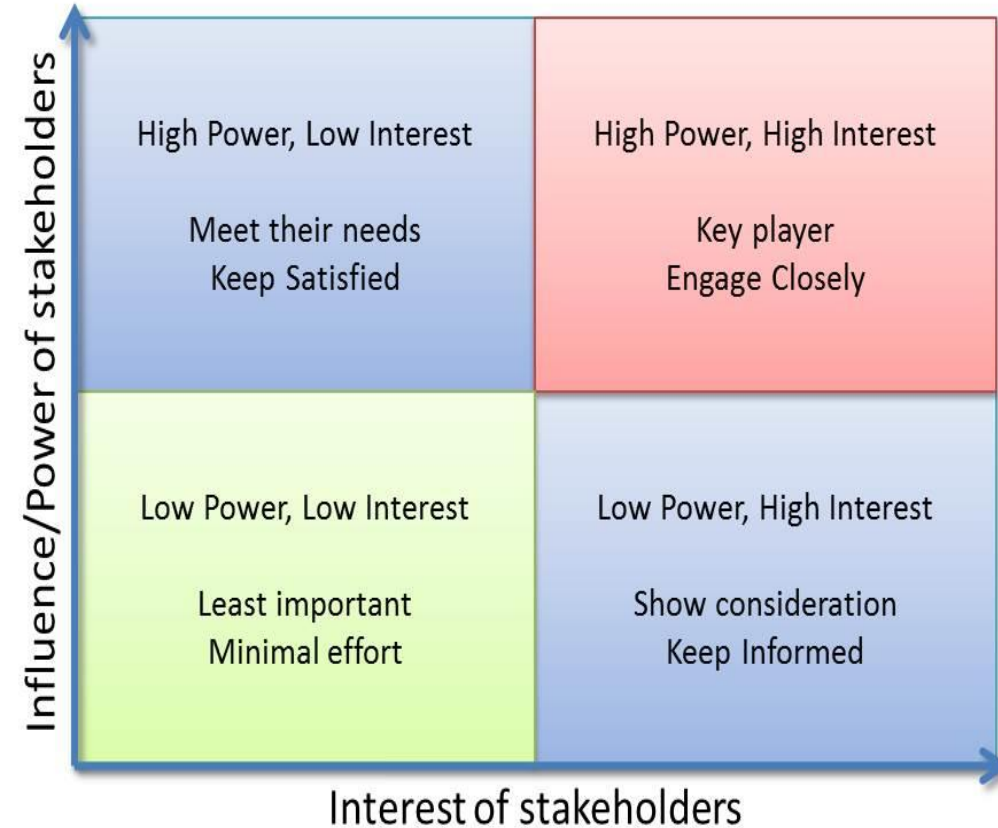 Influence/Power of stakeholders
High Power, Low Interest
Meet their needs
Keep Satisfied
High Power, High Interest
Key player
Engage Closely
Low Power, Low Interest
Least important
Minimal effort
Low Power, High Interest
Show consideration
Keep Informed
Interest of stakeholders